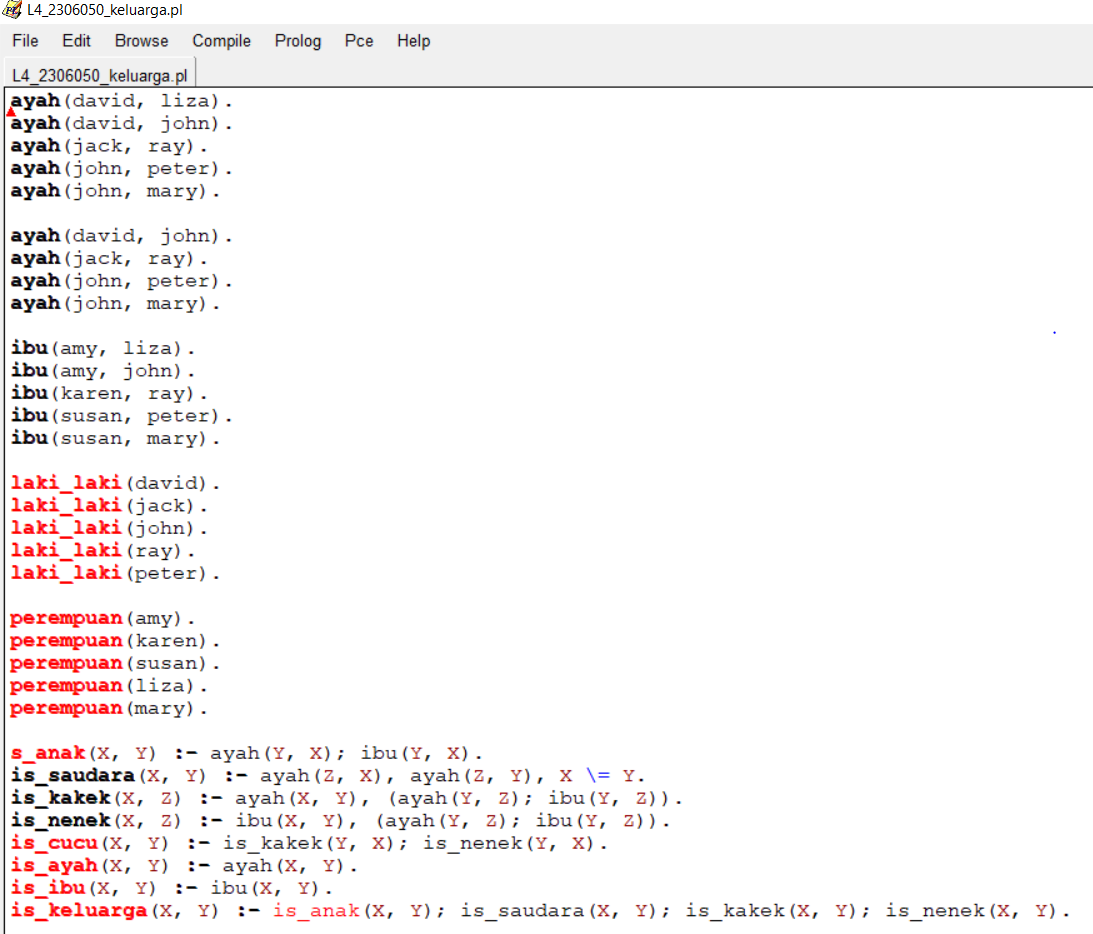 L4_2306050_keluarga.pl
File Edit Browse Compile Prolog Pce Help
L4_2306050_keluarga.pl
ayah(david, liza).
ayah(david, john).
ayah(jack, ray).
ayah(john, peter).
ayah(john, mary).
ayah(david, john).
ayah(jack, ray).
ayah(john, peter).
ayah(john, mary).
ibu(amy, liza).
ibu(amy, john).
ibu(karen, ray).
ibu(susan, peter).
ibu(susan, mary).
laki_laki(david).
laki_laki(jack).
laki_laki(john).
laki_laki(ray).
laki_laki(peter).
perempuan(amy).
perempuan(karen).
perempuan(susan).
perempuan(liza).
perempuan(mary).
s_anak(X, Y) :- ayah(Y, X); ibu(Y, X).
is_saudara(X, Y) :- ayah(Z, X), ayah(Z, Y), X \= Y.
is_kakek(X, Z) :- ayah(X, Y), (ayah(Y, Z); ibu(Y, Z)).
is_nenek(X, Z) :- ibu(X, Y), (ayah(Y, Z); ibu(Y, Z)).
is_cucu(X, Y) :- is_kakek(Y, X); is_nenek(Y, X).
is_ayah(X, Y) :- ayah(X, Y).
is_ibu(X, Y) :- ibu(X, Y).
is_keluarga(X, Y) :- is_anak(X, Y); is_saudara(X, Y); is_kakek(X, Y); is_nenek(X, Y).